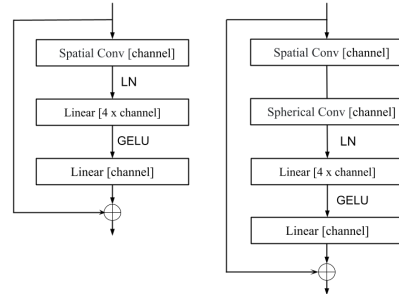 Spatial Conv [channel]
LN
Linear [4 x channel]
GELU
Linear [channel]
Spatial Conv [channel]
Spherical Conv [channel]
LN
Linear [4 x channel]
GELU
Linear [channel]